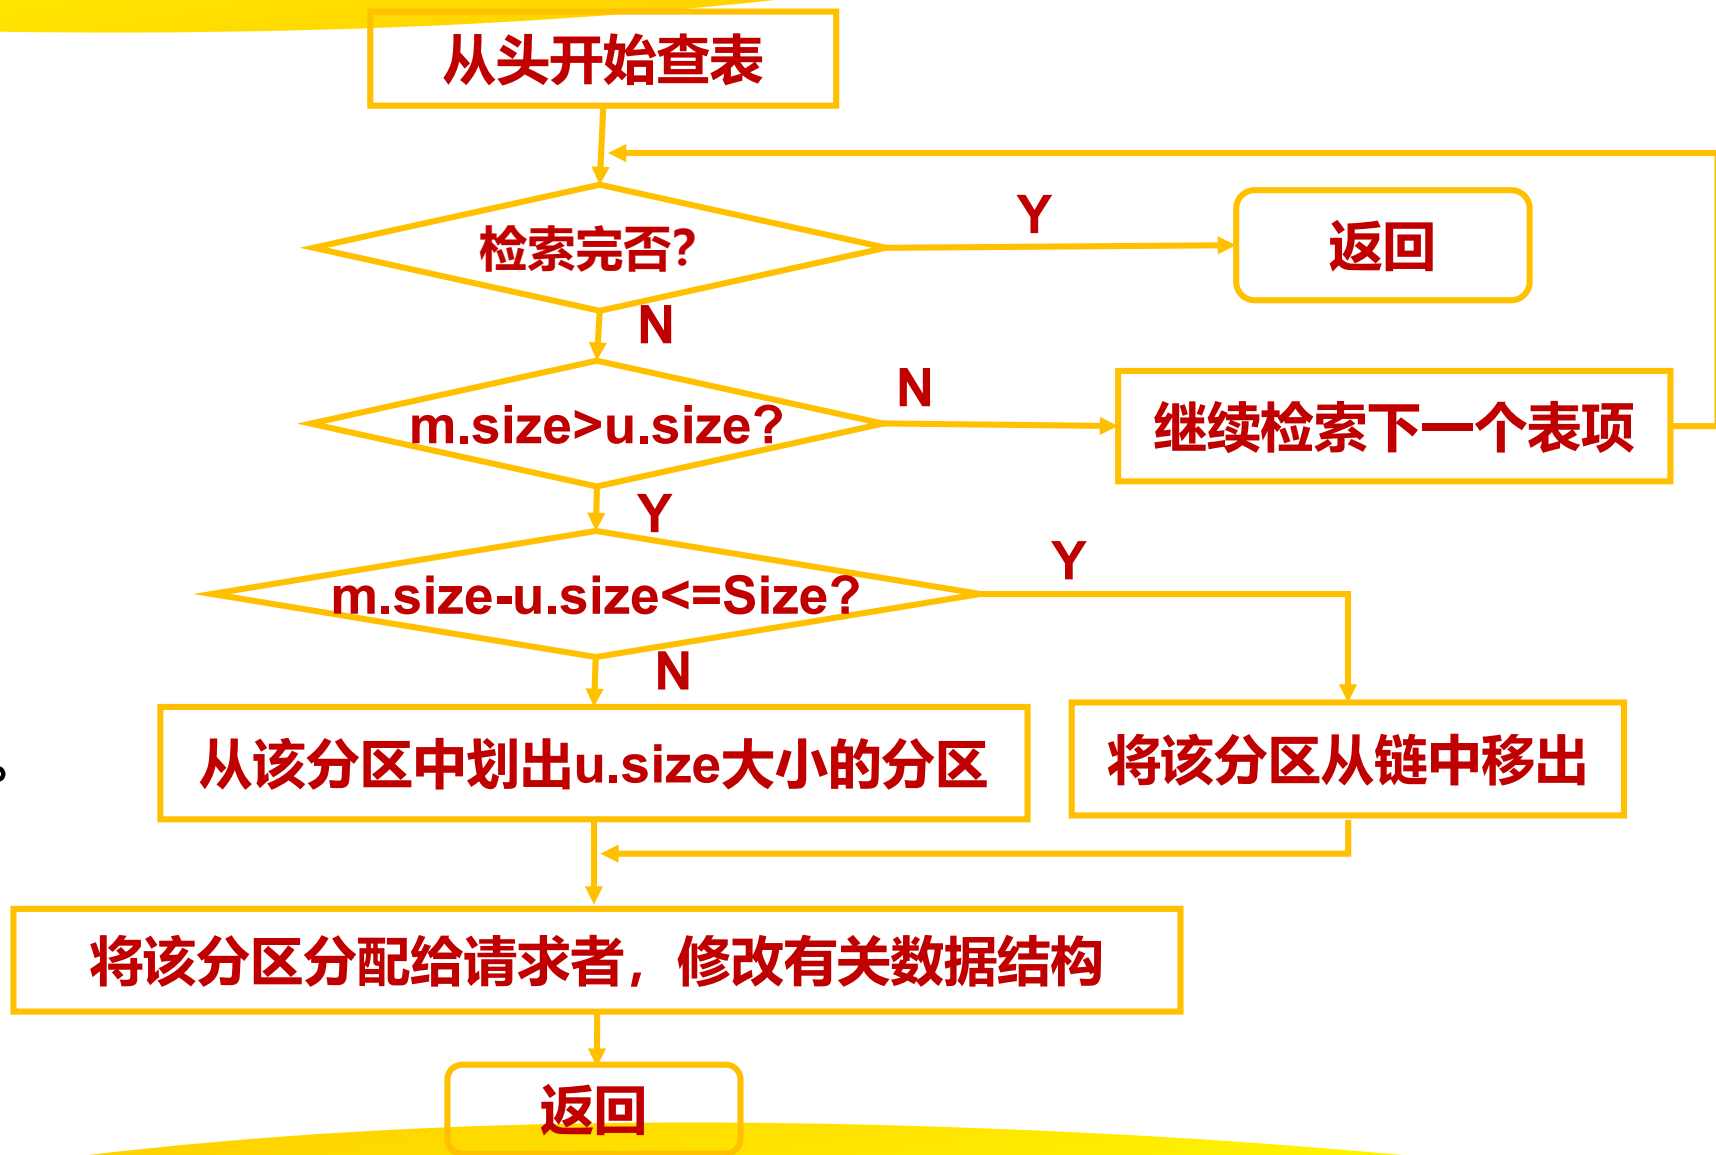 从头开始查表
检索完否?
Y
返回
N
m.size>u.size?
N
继续检索下一个表项
Y
m.size-u.size<=Size?
Y
N
从该分区中划出u.size大小的分区
将该分区从链中移出
。
将该分区分配给请求者，修改有关数据结构
返回